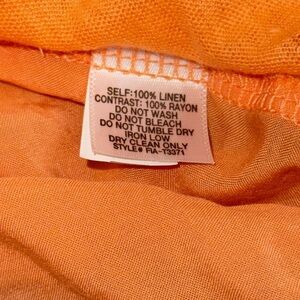 SELF:100% LINEN
CONTRAST: 100% RAYON
DO NOT WASH
DO NOT BLEACH
DO NOT TUMBLE DRY
IRON LOW
DRY CLEAN ONLY
STYLE# RA-T3371